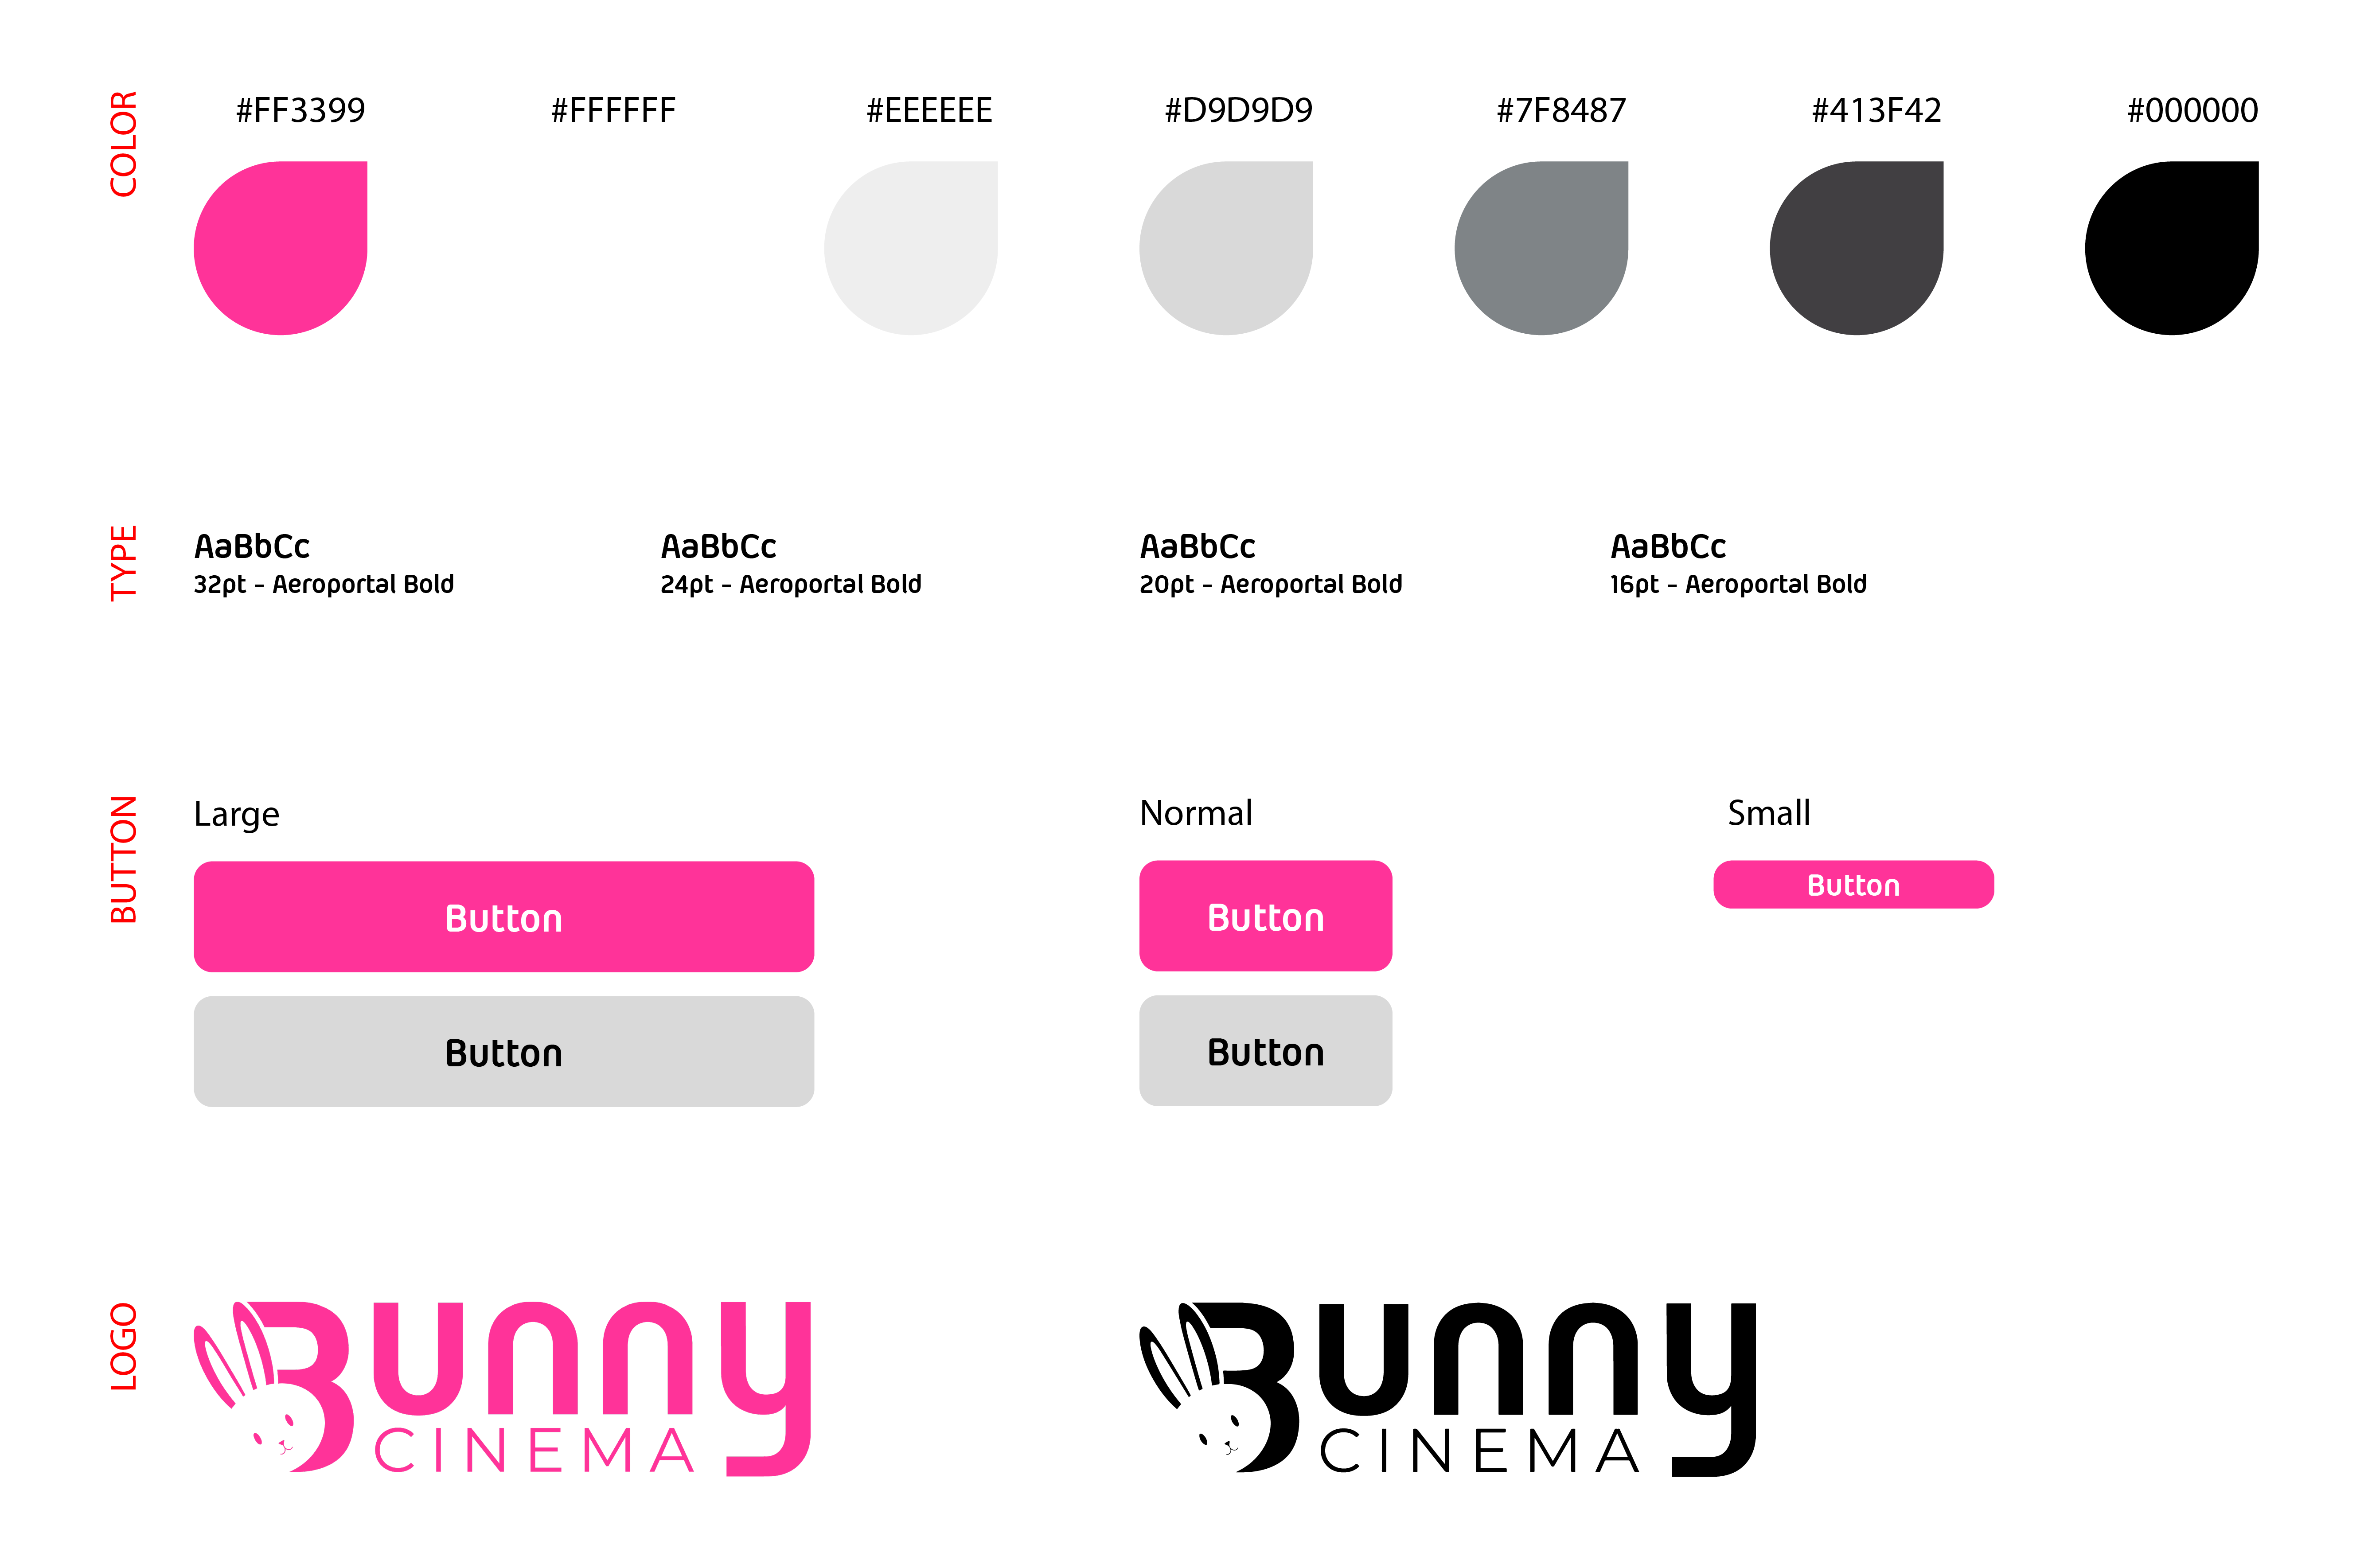 COLOR
#FF3399 #FFFFFF #EEEEEE #D9D9D9 #7F8487 #413F42 #000000
TYPE
AaBbCc AaBbCc AaBbCc AaBbCc
32pt - Aeroportal Bold 24pt - Aeroportal Bold 20pt - Aeroportal Bold 16pt - Aeroportal Bold
BUTTON
Large Normal Small
Button Button Button
Button Button
LOGO
Bunny Bunny
CINEMA CINEMA